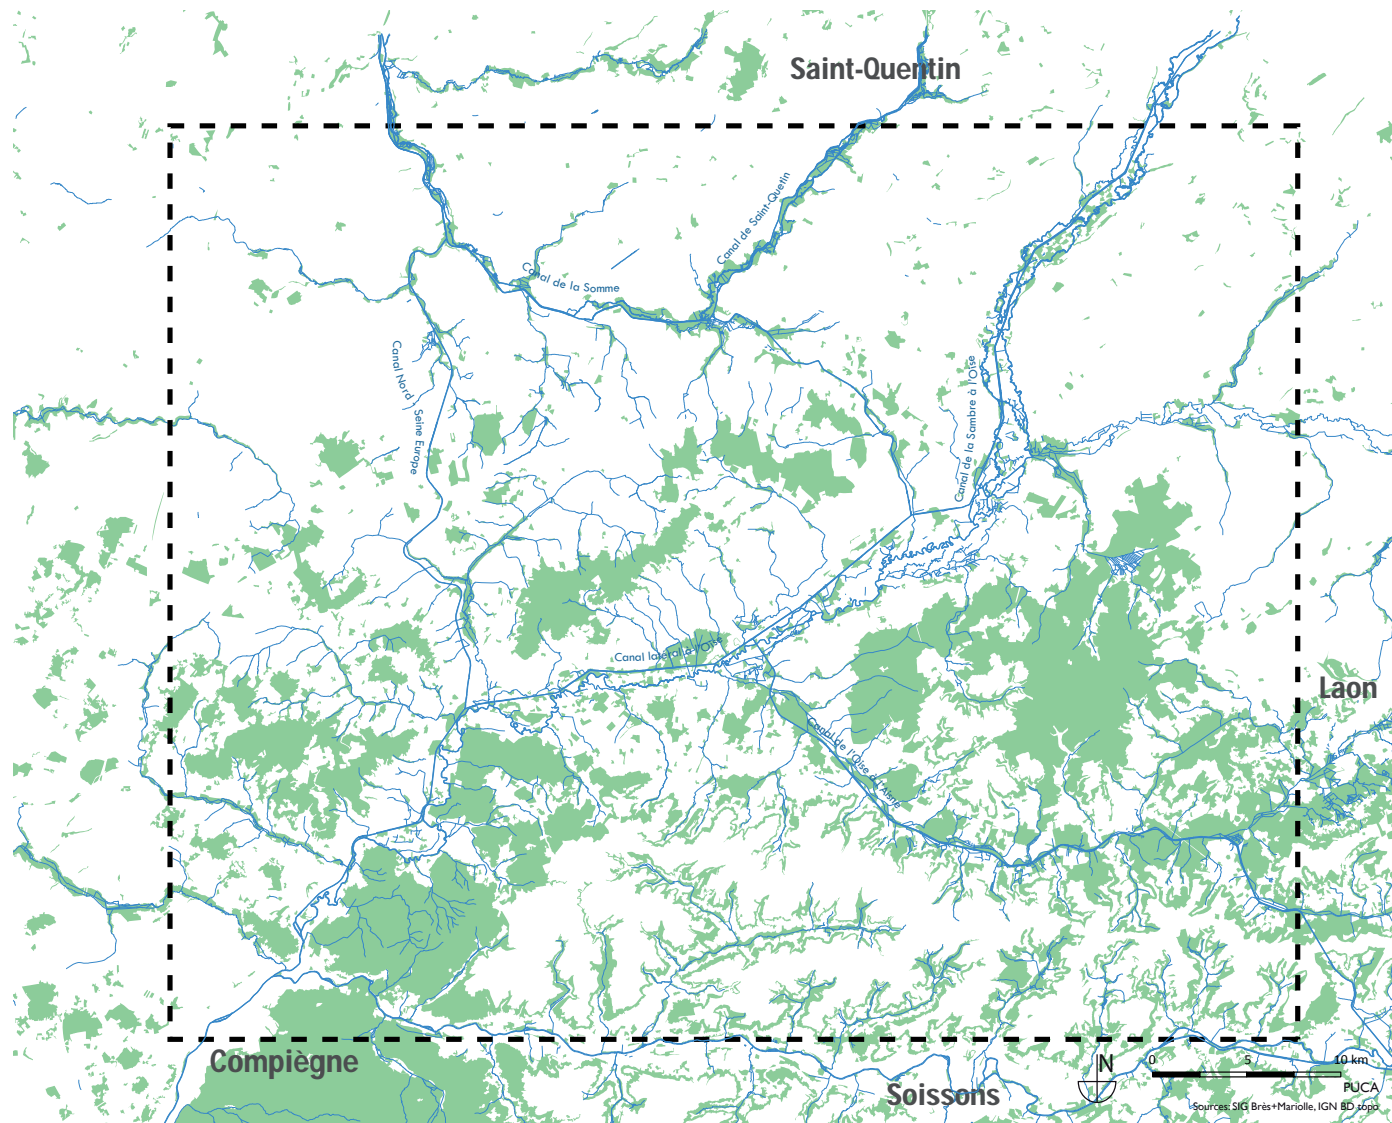 Saint-Quentin
Canal de Saint-Quetin
Canal de la Somme
Canal Nord - Seine Europe
Canal de la Sambre à l'Oise
Canal latéral à l'Oise
Laon
Canal de l'Oise à l'Aisne
Compiègne
Soissons
N
0 5 10 km
PUCA
Sources: SIG Brès+Mariolle, IGN BD topo